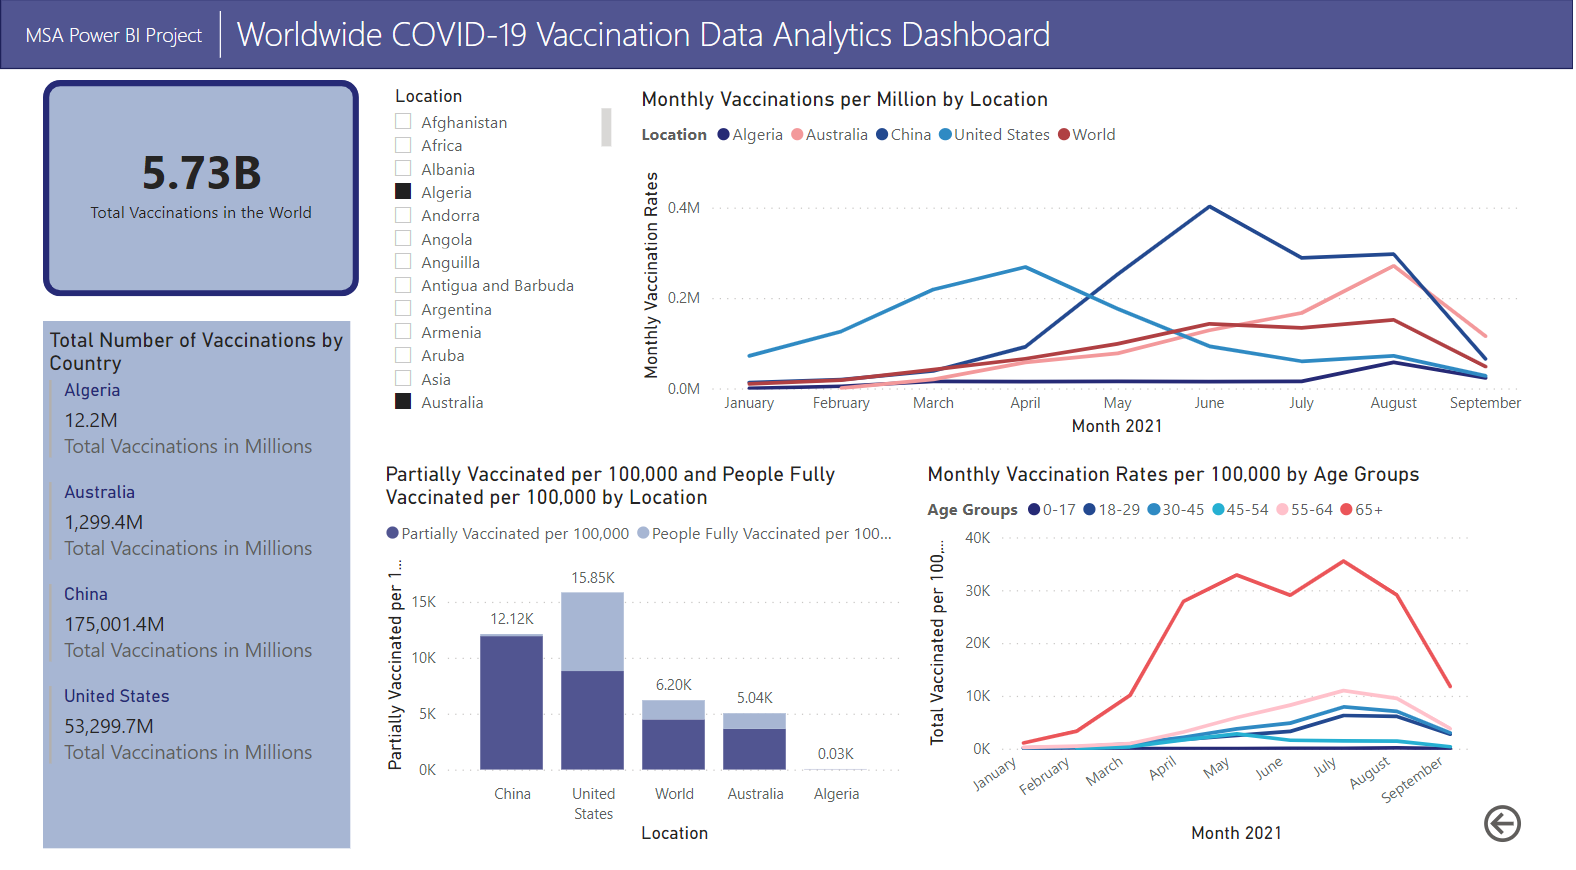 MSA Power BI Project
Worldwide COVID-19 Vaccination Data Analytics Dashboard
5.73B
Total Vaccinations in the World
Total Number of Vaccinations by
Country
Algeria
12.2M
Total Vaccinations in Millions
Australia
1,299.4M
Total Vaccinations in Millions
China
175,001.4M
Total Vaccinations in Millions
United States
53,299.7M
Total Vaccinations in Millions
Location
Afghanistan
Africa
Albania
Algeria
Andorra
Angola
Anguilla
Antigua and Barbuda
Argentina
Armenia
Aruba
Asia
Australia
Monthly Vaccinations per Million by Location
Location Algeria Australia China United States World
Monthly Vaccination Rates
0.4M
0.2M
0.0M
January February March April May June July August September
Month 2021
Partially Vaccinated per 100,000 and People Fully
Vaccinated per 100,000 by Location
Partially Vaccinated per 100,000 People Fully Vaccinated per 100...
Partially Vaccinated per 1...
15K
10K
5K
0K
12.12K
15.85K
6.20K
5.04K
0.03K
China
United
States
World
Australia
Algeria
Location
Monthly Vaccination Rates per 100,000 by Age Groups
Age Groups 0-17 18-29 30-45 45-54 55-64 65+
Total Vaccinated per 100,...
40K
30K
20K
10K
0K
January February March April May June July August September
Month 2021